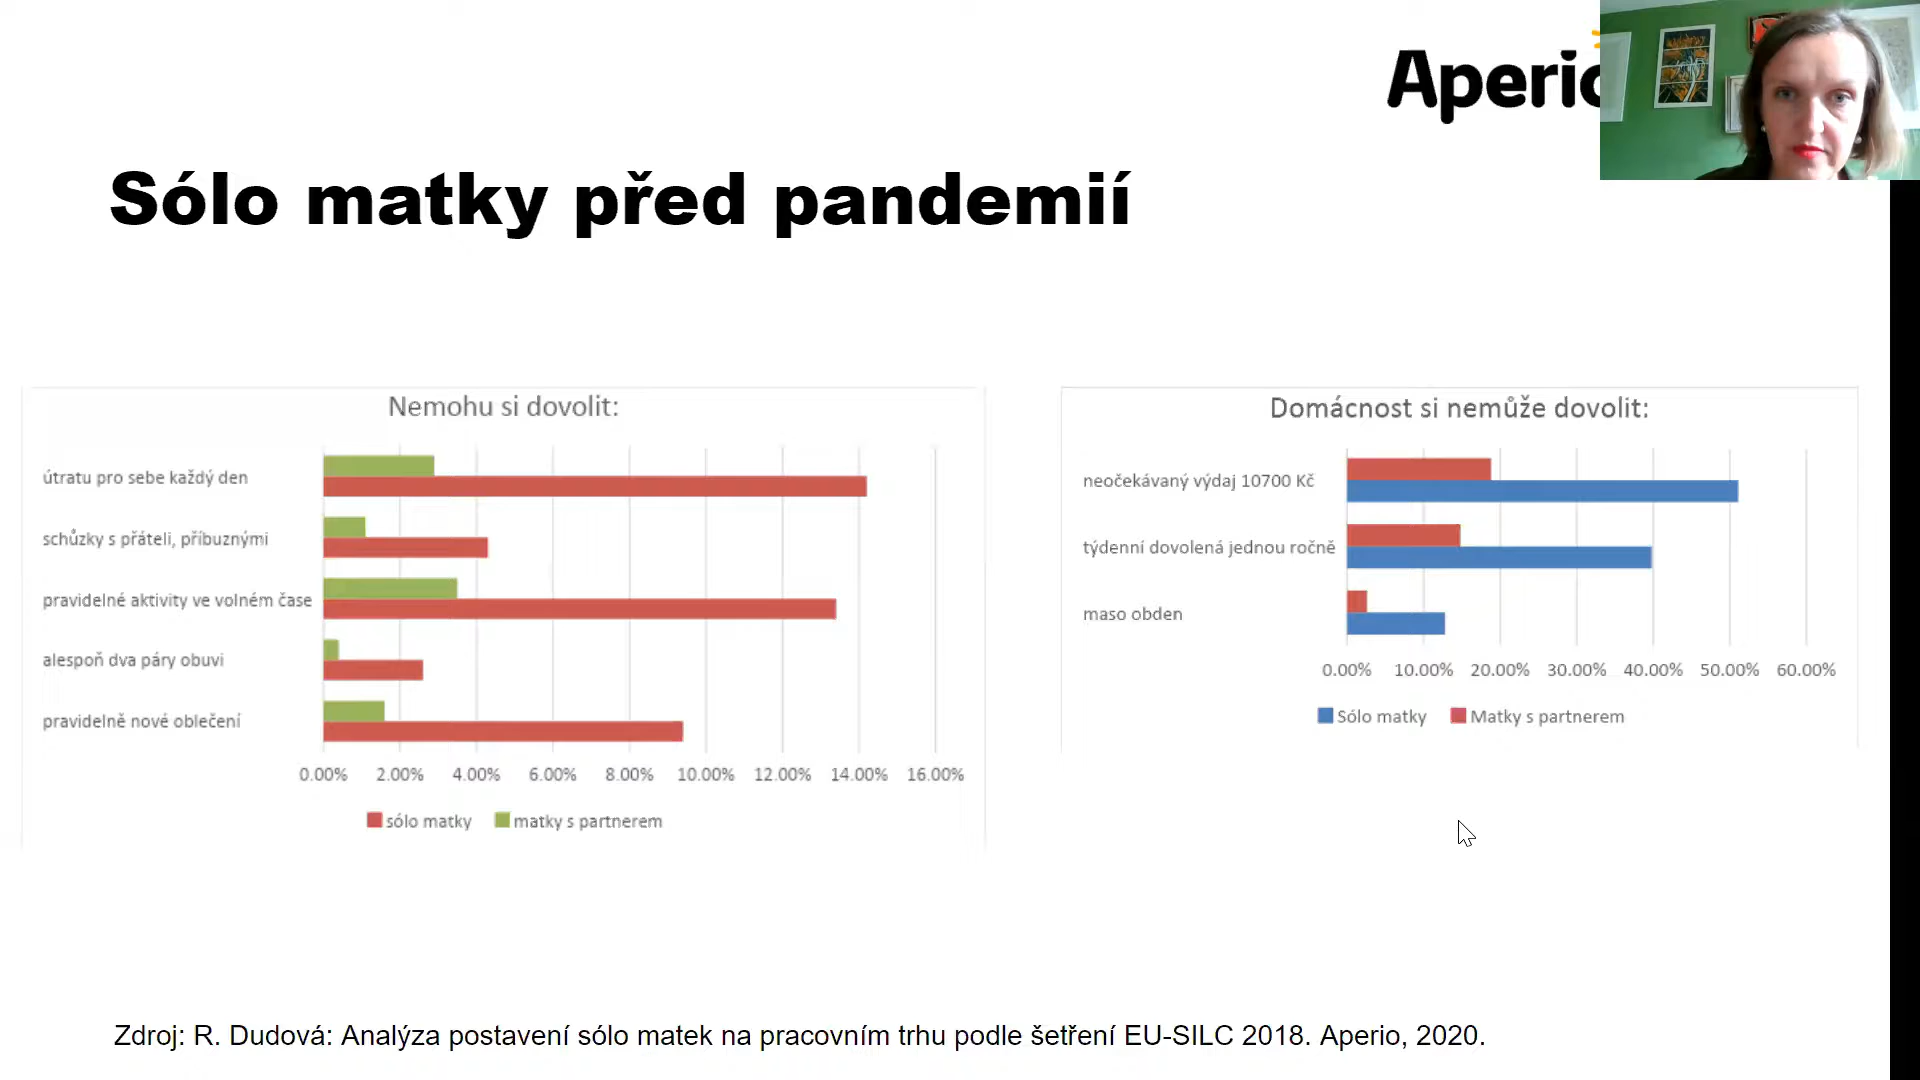 Aperio
Sólo matky před pandemií
Nemohu si dovolit:
útratu pro sebe každý den
schůzky s přáteli, příbuznými
pravidelné aktivity ve volném čase
alespoň dva páry obuvi
pravidelně nové oblečení
0.00% 2.00% 4.00% 6.00% 8.00% 10.00% 12.00% 14.00% 16.00%
sólo matky matky s partnerem
Domácnost si nemůže dovolit:
neočekávaný výdaj 10700 Kč
týdenní dovolená jednou ročně
maso obden
0.00% 10.00% 20.00% 30.00% 40.00% 50.00% 60.00%
Sólo matky Matky s partnerem
Zdroj: R. Dudová: Analýza postavení sólo matek na pracovním trhu podle šetření EU-SILC 2018. Aperio, 2020.